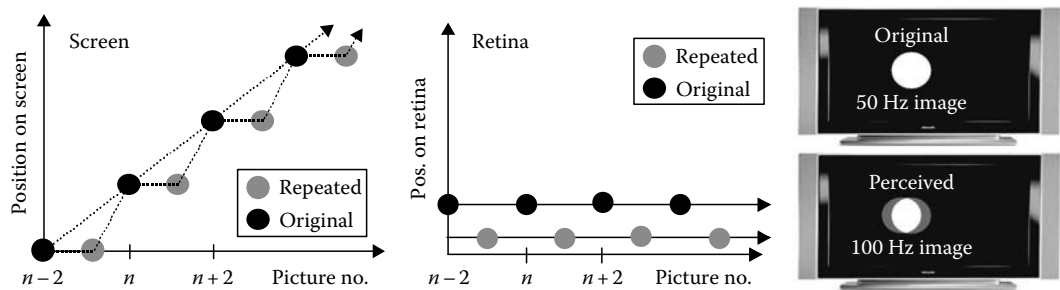 Position on screen
Screen
Repeated
Original
n – 2
n
n + 2
Picture no.
Pos. on retina
Retina
Repeated
Original
n – 2
n
n + 2
Picture no.
Original
50 Hz image
Perceived
100 Hz image